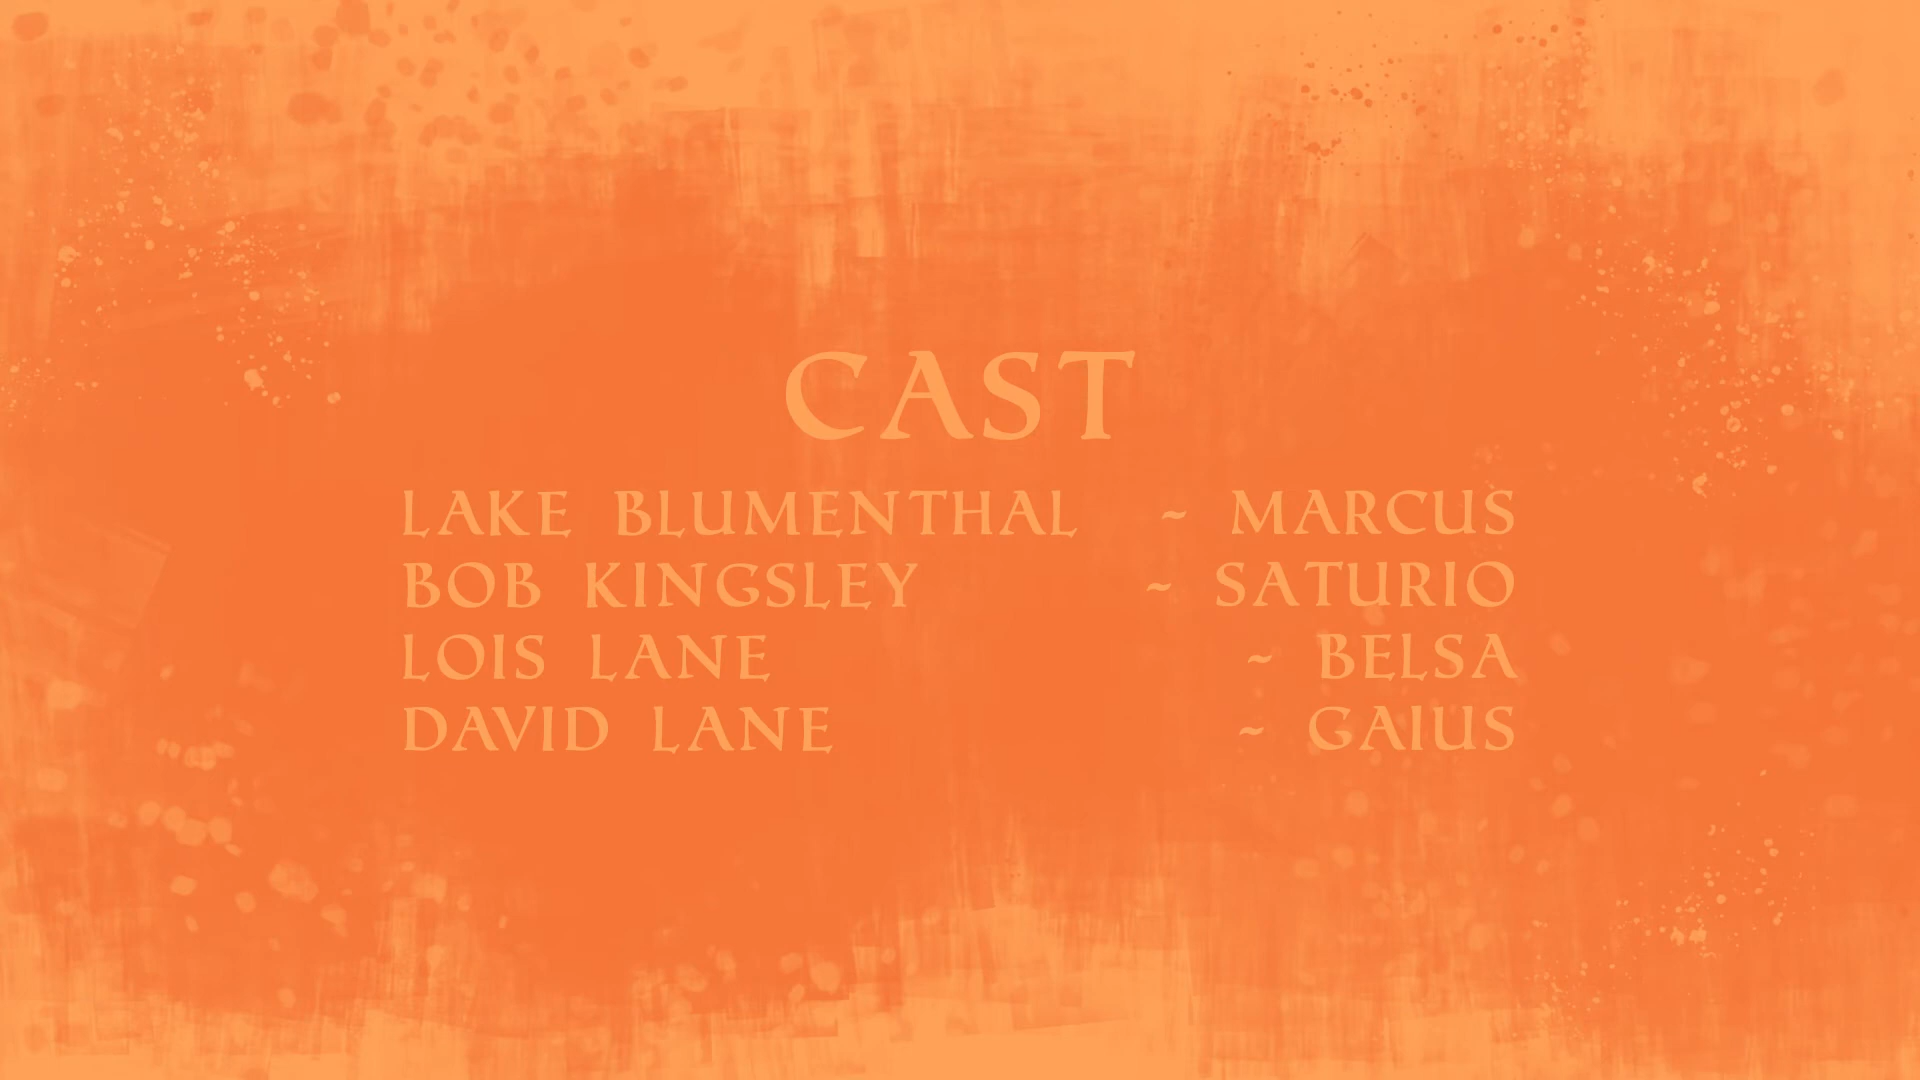 CAST
LAKE BLUMENTHAL ~ MARCUS
BOB KINGSLEY ~ SATURIO
LOIS LANE ~ BELSA
DAVID LANE ~ GAIUS